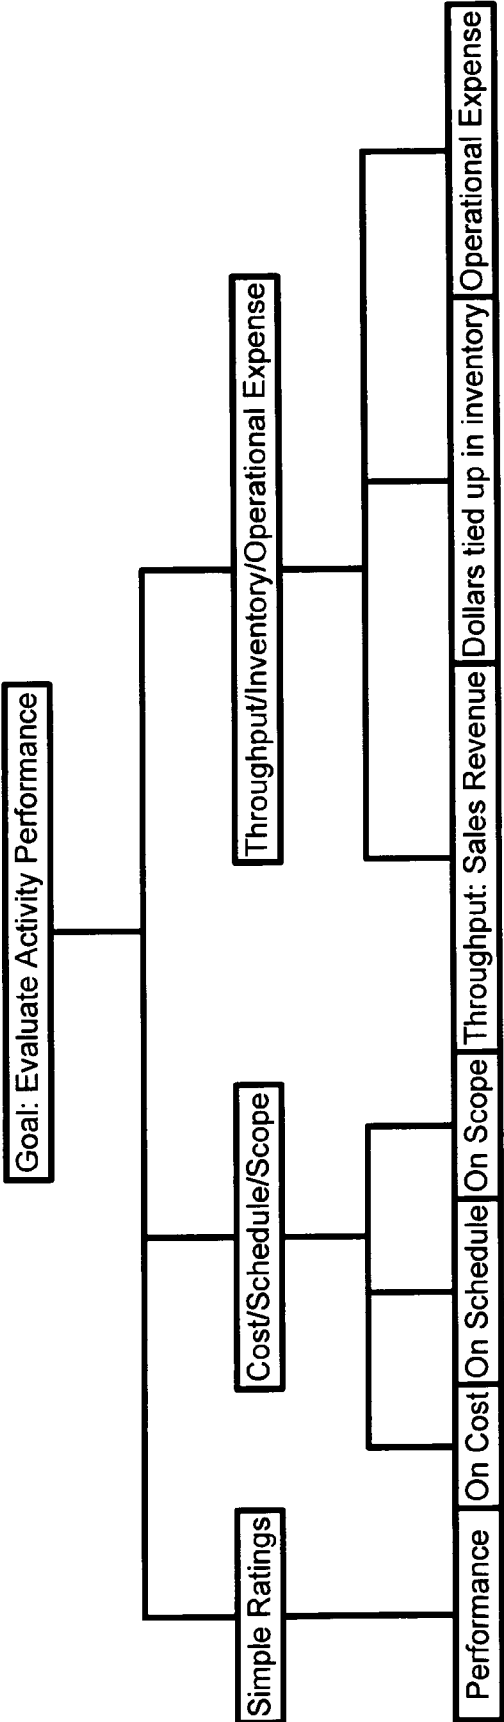 Goal: Evaluate Activity Performance
Simple Ratings
Cost/Schedule/Scope
Throughput/Inventory/Operational Expense
Performance
On Cost
On Schedule
On Scope
Throughput: Sales Revenue
Dollars tied up in inventory
Operational Expense